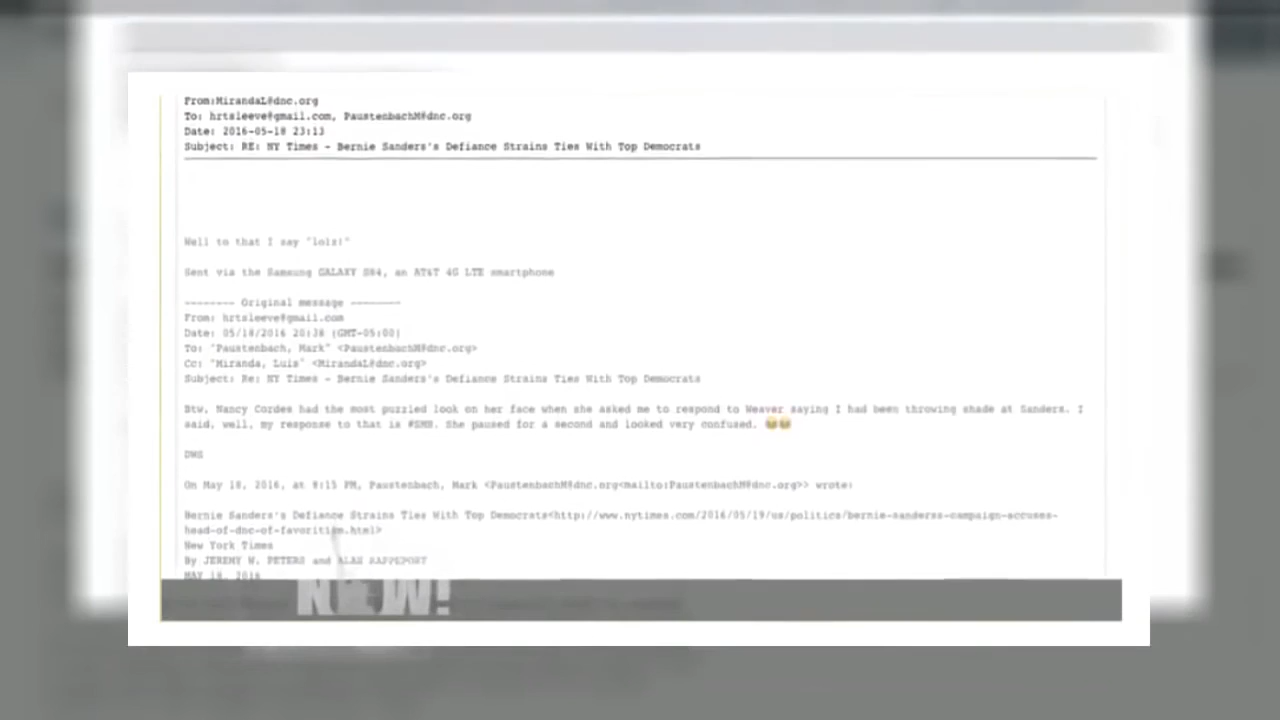 From:MirandaL@dnc.org
To: hrtsleeve@gmail.com, PaustenbachM@dnc.org
Date: 2016-05-18 23:13
Subject: RE: NY Times - Bernie Sanders's Defiance Strains Ties With Top Democrats
Well to that I say "lolz!"
Sent via the Samsung GALAXY S®4, an AT&T 4G LTE smartphone
-------- Original message --------
From: hrtsleeve@gmail.com
Date: 05/18/2016 20:38 (GMT-05:00)
To: "Paustenbach, Mark" <PaustenbachM@dnc.org>
Cc: "Miranda, Luis" <MirandaL@dnc.org>
Subject: Re: NY Times - Bernie Sanders's Defiance Strains Ties With Top Democrats
Btw, Nancy Cordes had the most puzzled look on her face when she asked me to respond to Weaver saying I had been throwing shade at Sanders. I
said, well, my response to that is #SMH. She paused for a second and looked very confused.
DWS
On May 18, 2016, at 8:15 PM, Paustenbach, Mark <PaustenbachM@dnc.org<mailto:PaustenbachM@dnc.org>> wrote:
Bernie Sanders's Defiance Strains Ties With Top Democrats<http://www.nytimes.com/2016/05/19/us/politics/bernie-sanderss-campaign-accuses-
head-of-dnc-of-favoritism.html>
New York Times
By JEREMY W. PETERS and ALAN RAPPEPORT
MAY 18, 2016
NEW!